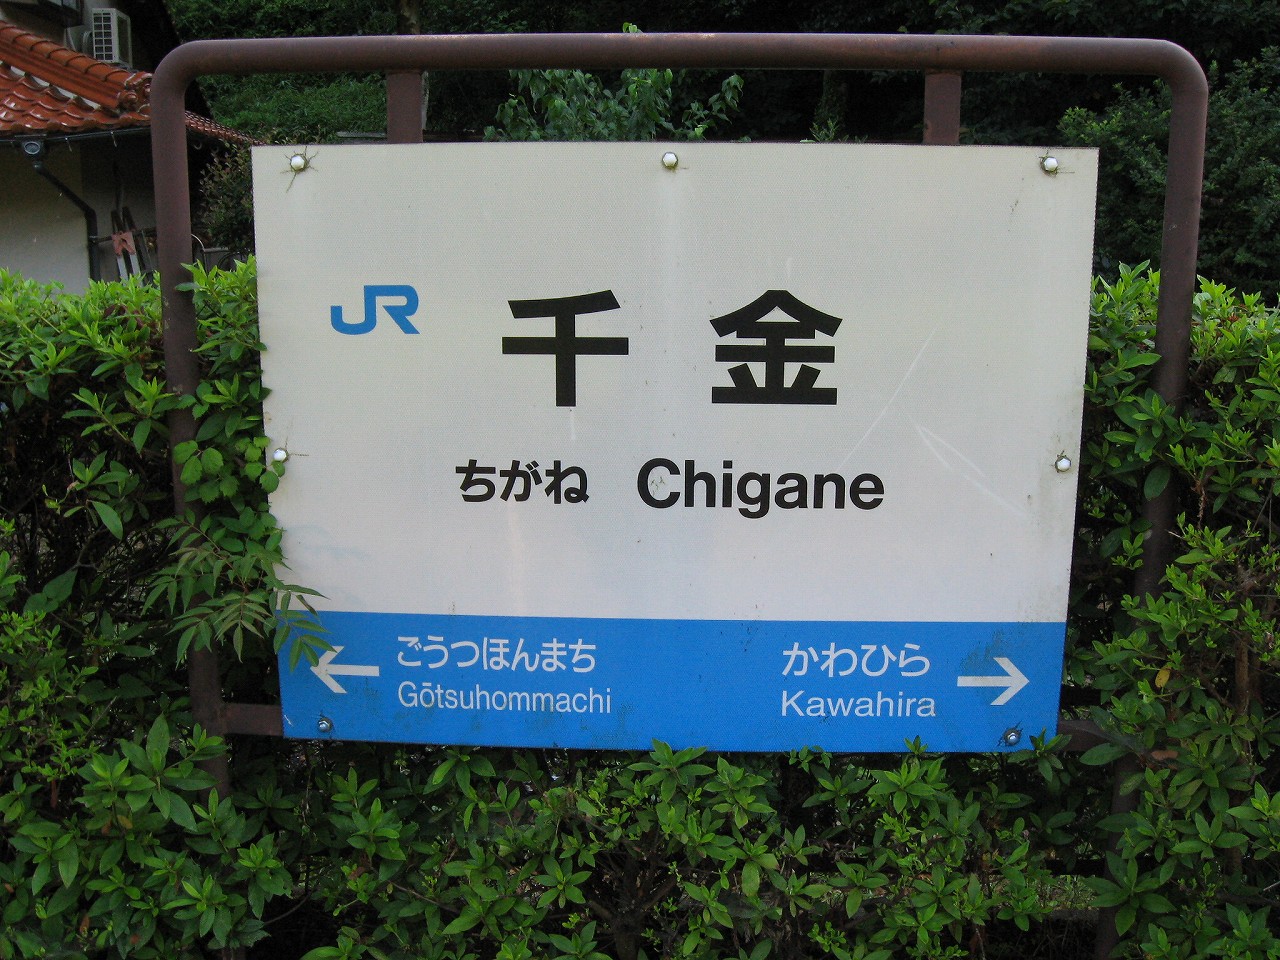 JR
千金
ちがね Chigane
ごうつほんまち
Gōtsuhommachi
かわひら
Kawahira